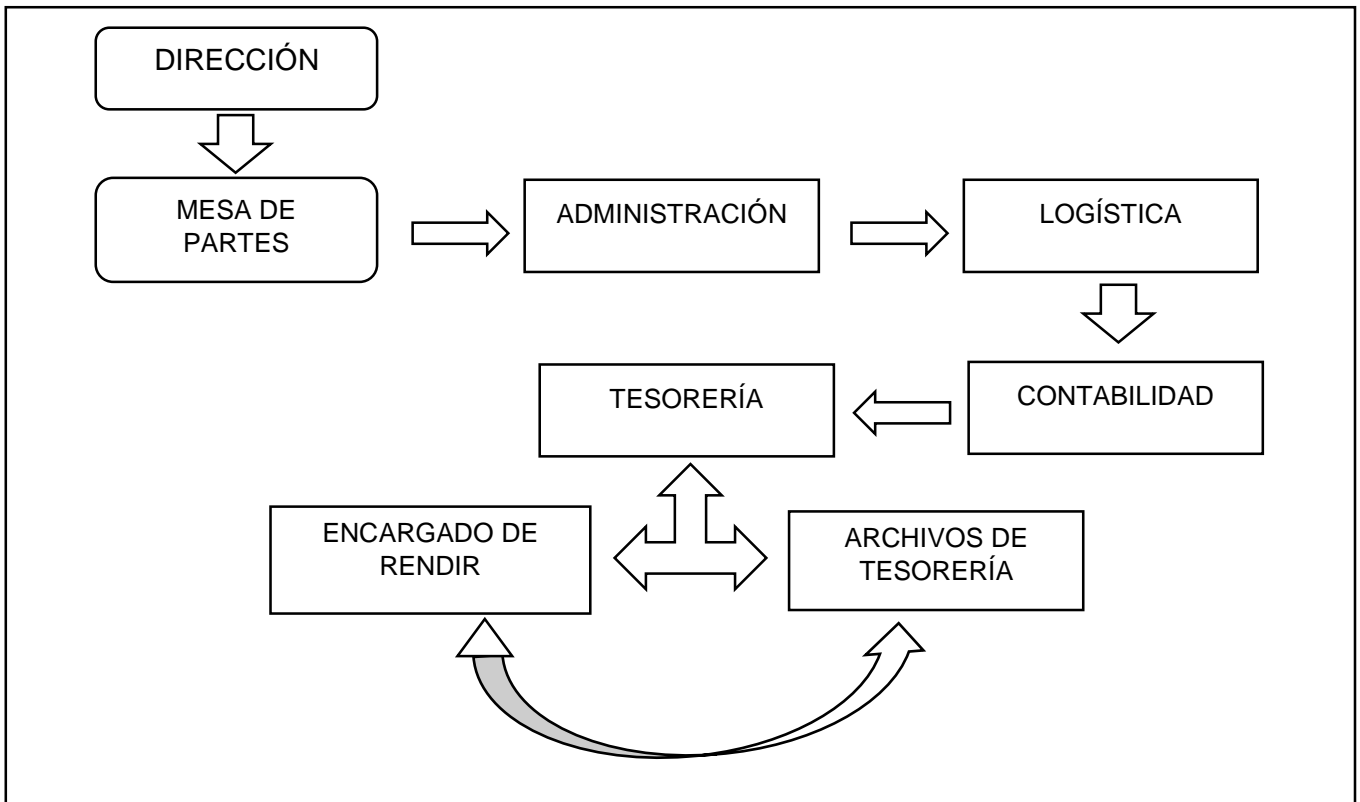 DIRECCIÓN
MESA DE
PARTES
ADMINISTRACIÓN
LOGÍSTICA
TESORERÍA
CONTABILIDAD
ENCARGADO DE
RENDIR
ARCHIVOS DE
TESORERÍA